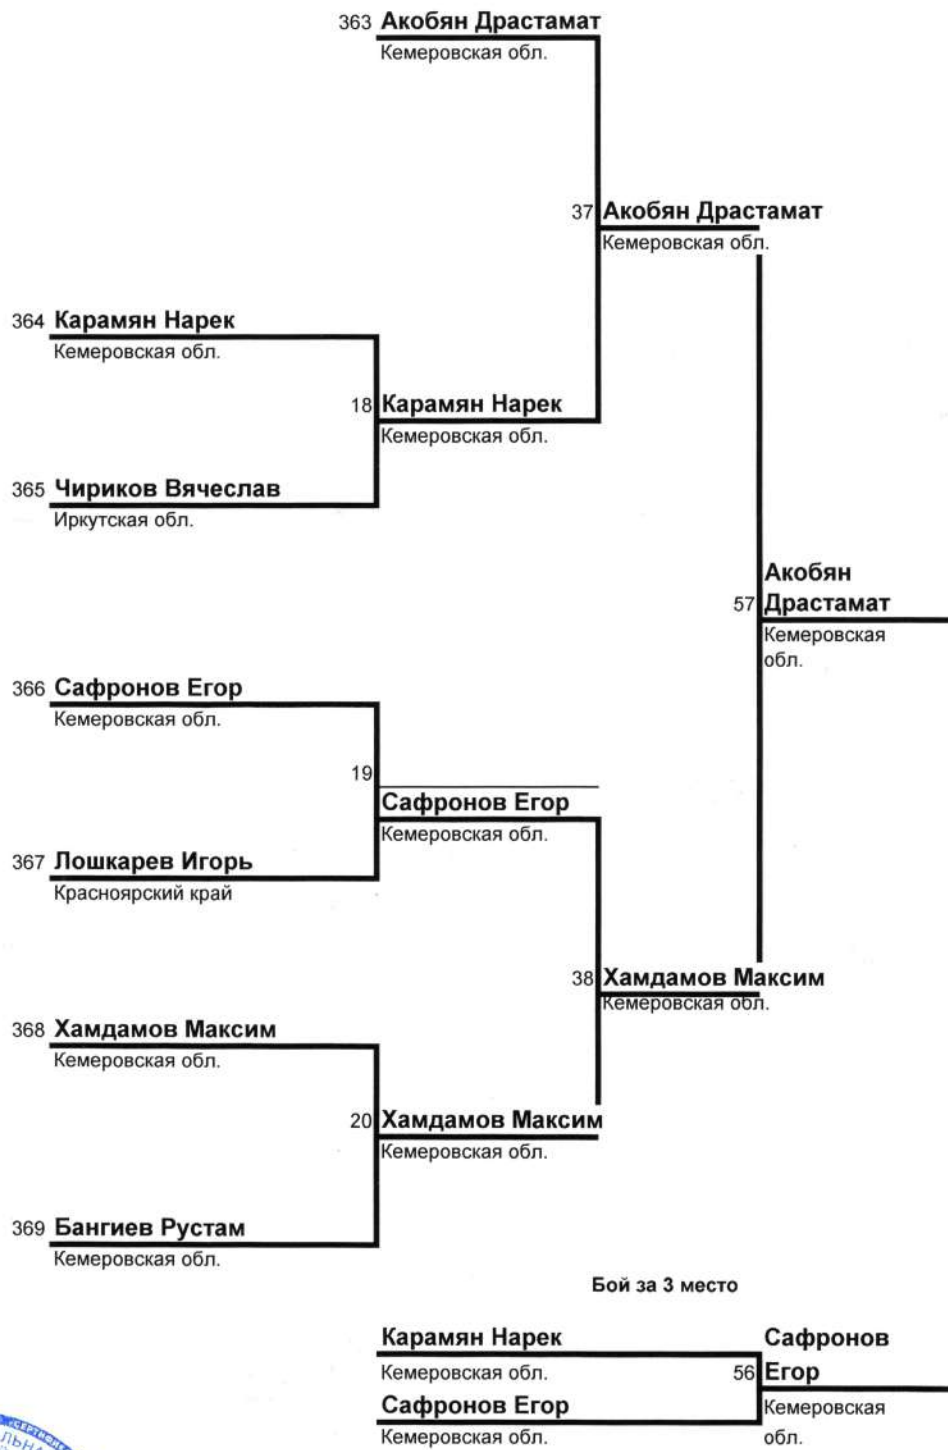 363 Акобян Драстамат
Кемеровская обл.
37 Акобян Драстамат
Кемеровская обл.
364 Карамян Нарек
Кемеровская обл.
18 Карамян Нарек
Кемеровская обл.
365 Чириков Вячеслав
Иркутская обл.
Акобян
57 Драстамат
Кемеровская
обл.
366 Сафронов Егор
Кемеровская обл.
19
Сафронов Егор
Кемеровская обл.
367 Лошкарев Игорь
Красноярский край
38 Хамдамов Максим
Кемеровская обл.
368 Хамдамов Максим
Кемеровская обл.
20 Хамдамов Максим
Кемеровская обл.
369 Бангиев Рустам
Кемеровская обл.
Бой за 3 место
Карамян Нарек
Кемеровская обл.
Сафронов Егор
Кемеровская обл.
Сафронов
56 Егор
Кемеровская
обл.